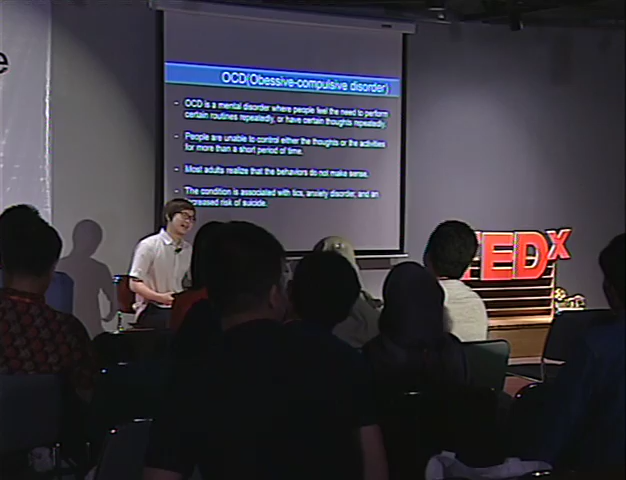 e
OCD(Obessive-compulsive disorder)
- OCD is a mental disorder where people feel the need to perform
certain routines repeatedly, or have certain thoughts repeatedly.
- People are unable to control either the thoughts or the activities
for more than a short period of time.
- Most adults realize that the behaviors do not make sense.
- The condition is associated with tics, anxiety disorder, and an
increased risk of suicide.
TEDx